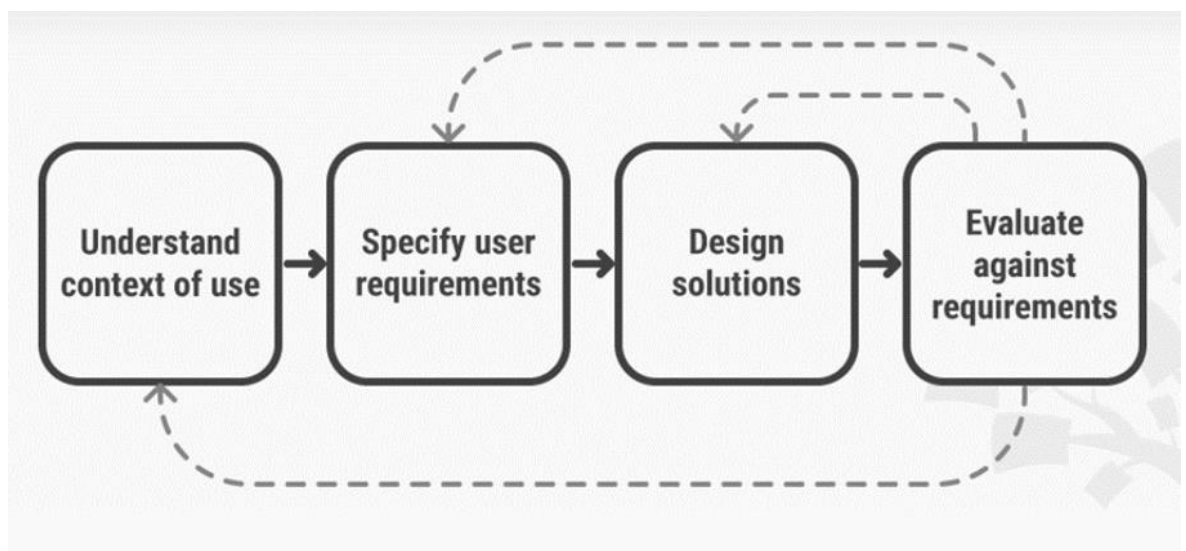 Understand
context of use
Specify user
requirements
Design
solutions
Evaluate
against
requirements